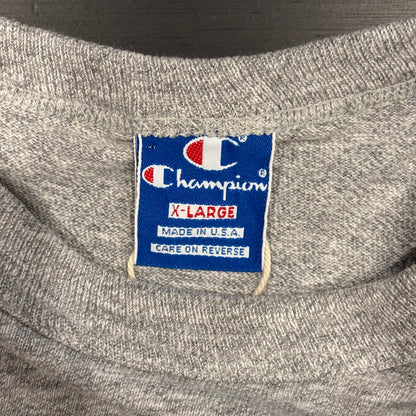 C®
Champion®
X-LARGE
MADE IN U.S.A.
CARE ON REVERSE